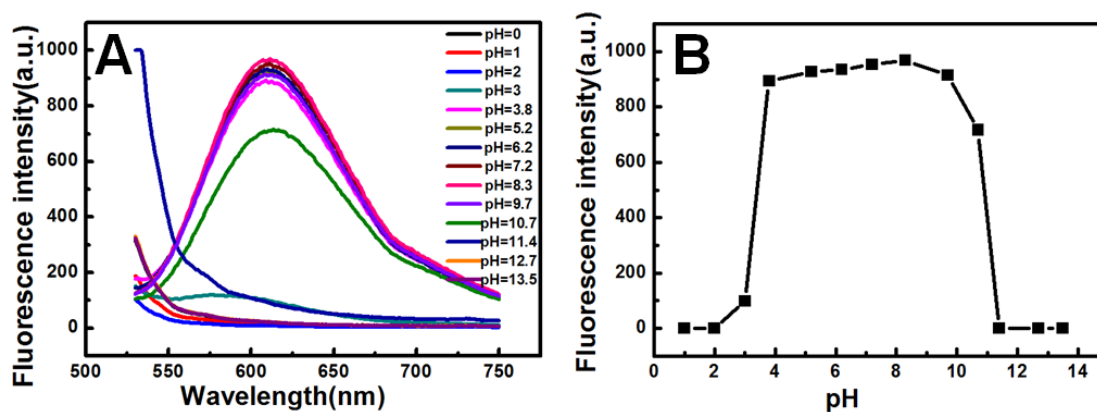 A
Fluorescence intensity(a.u.)
1000
800
600
400
200
0
500
550
600
650
700
750
Wavelength(nm)
pH=0
pH=1
pH=2
pH=3
pH=3.8
pH=5.2
pH=6.2
pH=7.2
pH=8.3
pH=9.7
pH=10.7
pH=11.4
pH=12.7
pH=13.5
B
Fluorescence intensity(a.u.)
1000
800
600
400
200
0
0
2
4
6
8
10
12
14
pH